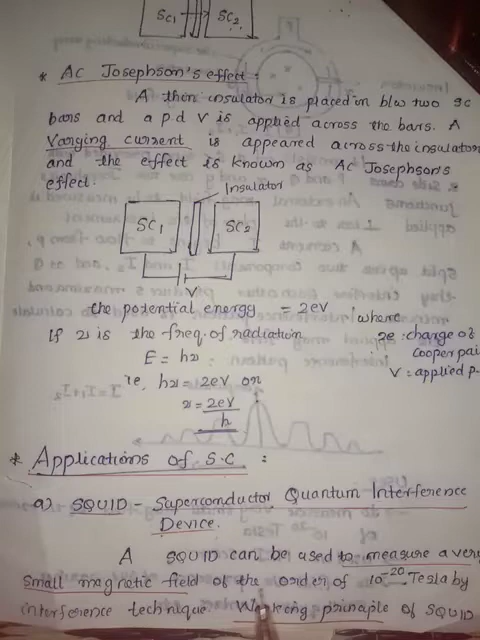 SC1 SC2
* AC Josephson's effect :
A thin insulator is placed in b/w two sc
bars and a p d V is applied across the bars. A
Varying current is appeared across the insulator
and the effect is known as AC Josephson's
effect.
Insulator
SC1 SC2
V
the potential energy = 2eV
where
If ν is the freq. of radiation
2e : charge of
E = hν
cooper pai
V : applied p.
ie, hν = 2eV or
ν = 2eV
h
* Applications of S.C :
a) SQUID - Superconductor Quantum Interference
Device.
A SQUID can be used to measure a very
Small magnetic field of the order of 10-20 Tesla by
interference technique. Working principle of SQUID